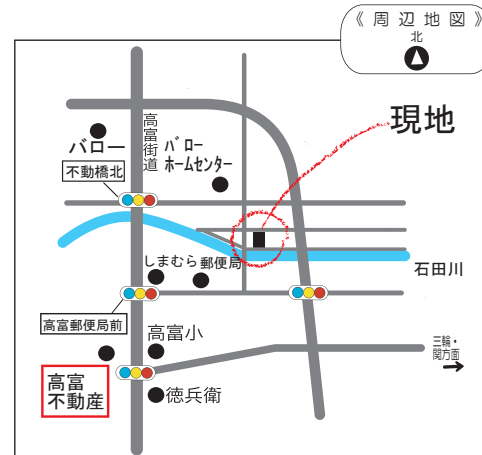 《周辺地図》
北
高富街道
現地
バロー
バロー
ホームセンター
不動橋北
しまむら
郵便局
石田川
高富郵便局前
高富小
三輪・
関方面
高富
不動産
徳兵衛